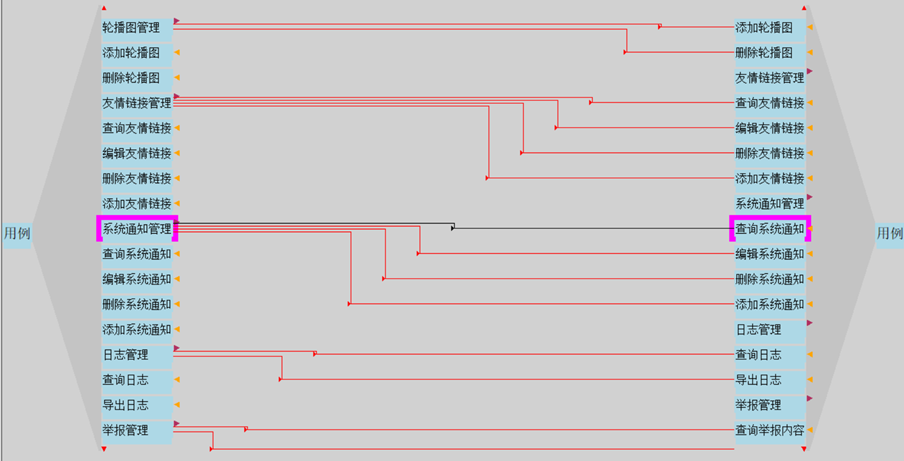 轮播图管理
添加轮播图
删除轮播图
友情链接管理
查询友情链接
编辑友情链接
删除友情链接
添加友情链接
系统通知管理
查询系统通知
编辑系统通知
删除系统通知
添加系统通知
日志管理
查询日志
导出日志
举报管理
用例
添加轮播图
删除轮播图
友情链接管理
查询友情链接
编辑友情链接
删除友情链接
添加友情链接
系统通知管理
查询系统通知
编辑系统通知
删除系统通知
添加系统通知
日志管理
查询日志
导出日志
举报管理
查询举报内容
用例